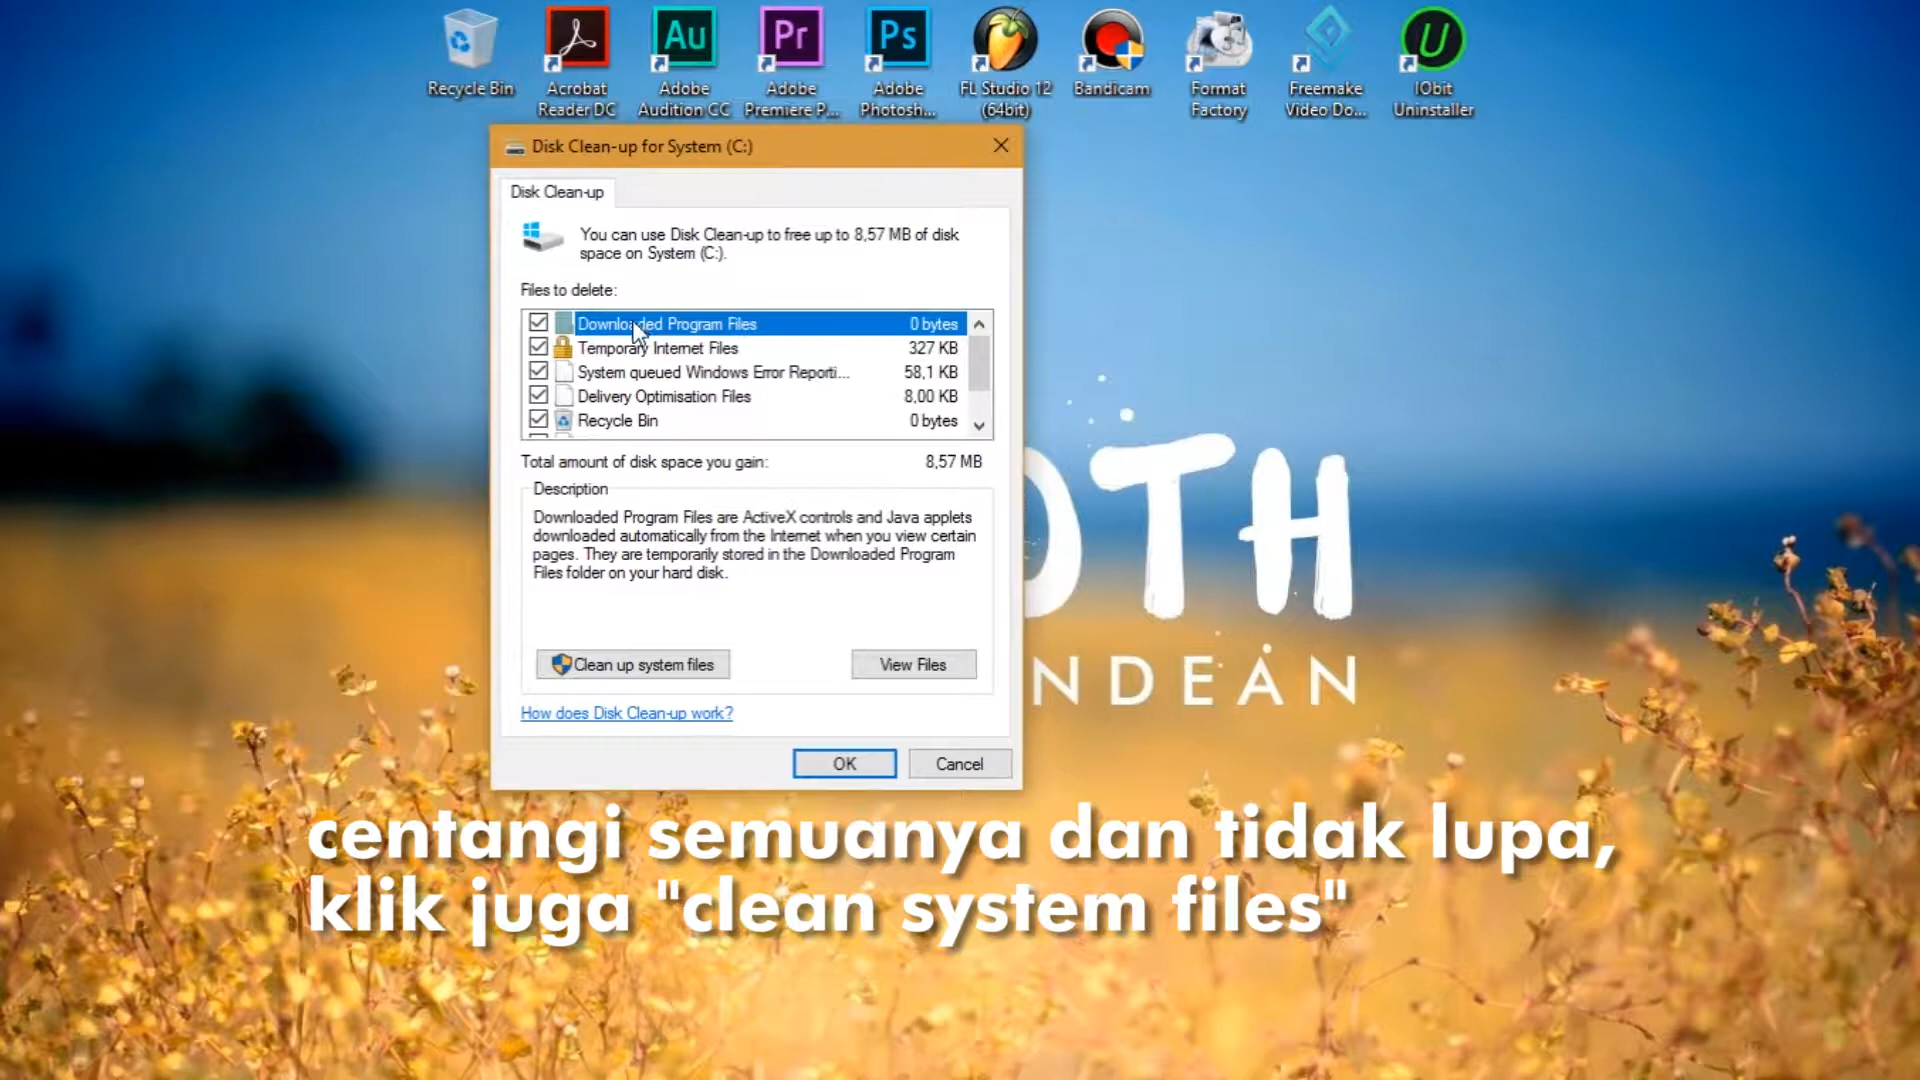 Recycle Bin
Acrobat
Reader DC
Adobe
Audition CC
Adobe
Premiere P...
Adobe
Photosh...
FL Studio 12
(64bit)
Bandicam
Format
Factory
Freemake
Video Do...
IObit
Uninstaller
Au
Pr
Ps
U
Disk Clean-up for System (C:)
Disk Clean-up
You can use Disk Clean-up to free up to 8,57 MB of disk
space on System (C:).
Files to delete:
Downloaded Program Files 0 bytes
Temporary Internet Files 327 KB
System queued Windows Error Reporti... 58,1 KB
Delivery Optimisation Files 8,00 KB
Recycle Bin 0 bytes
Total amount of disk space you gain: 8,57 MB
Description
Downloaded Program Files are ActiveX controls and Java applets
downloaded automatically from the Internet when you view certain
pages. They are temporarily stored in the Downloaded Program
Files folder on your hard disk.
Clean up system files
View Files
How does Disk Clean-up work?
OK
Cancel
OTH
NDEAN
centangi semuanya dan tidak lupa,
klik juga "clean system files"